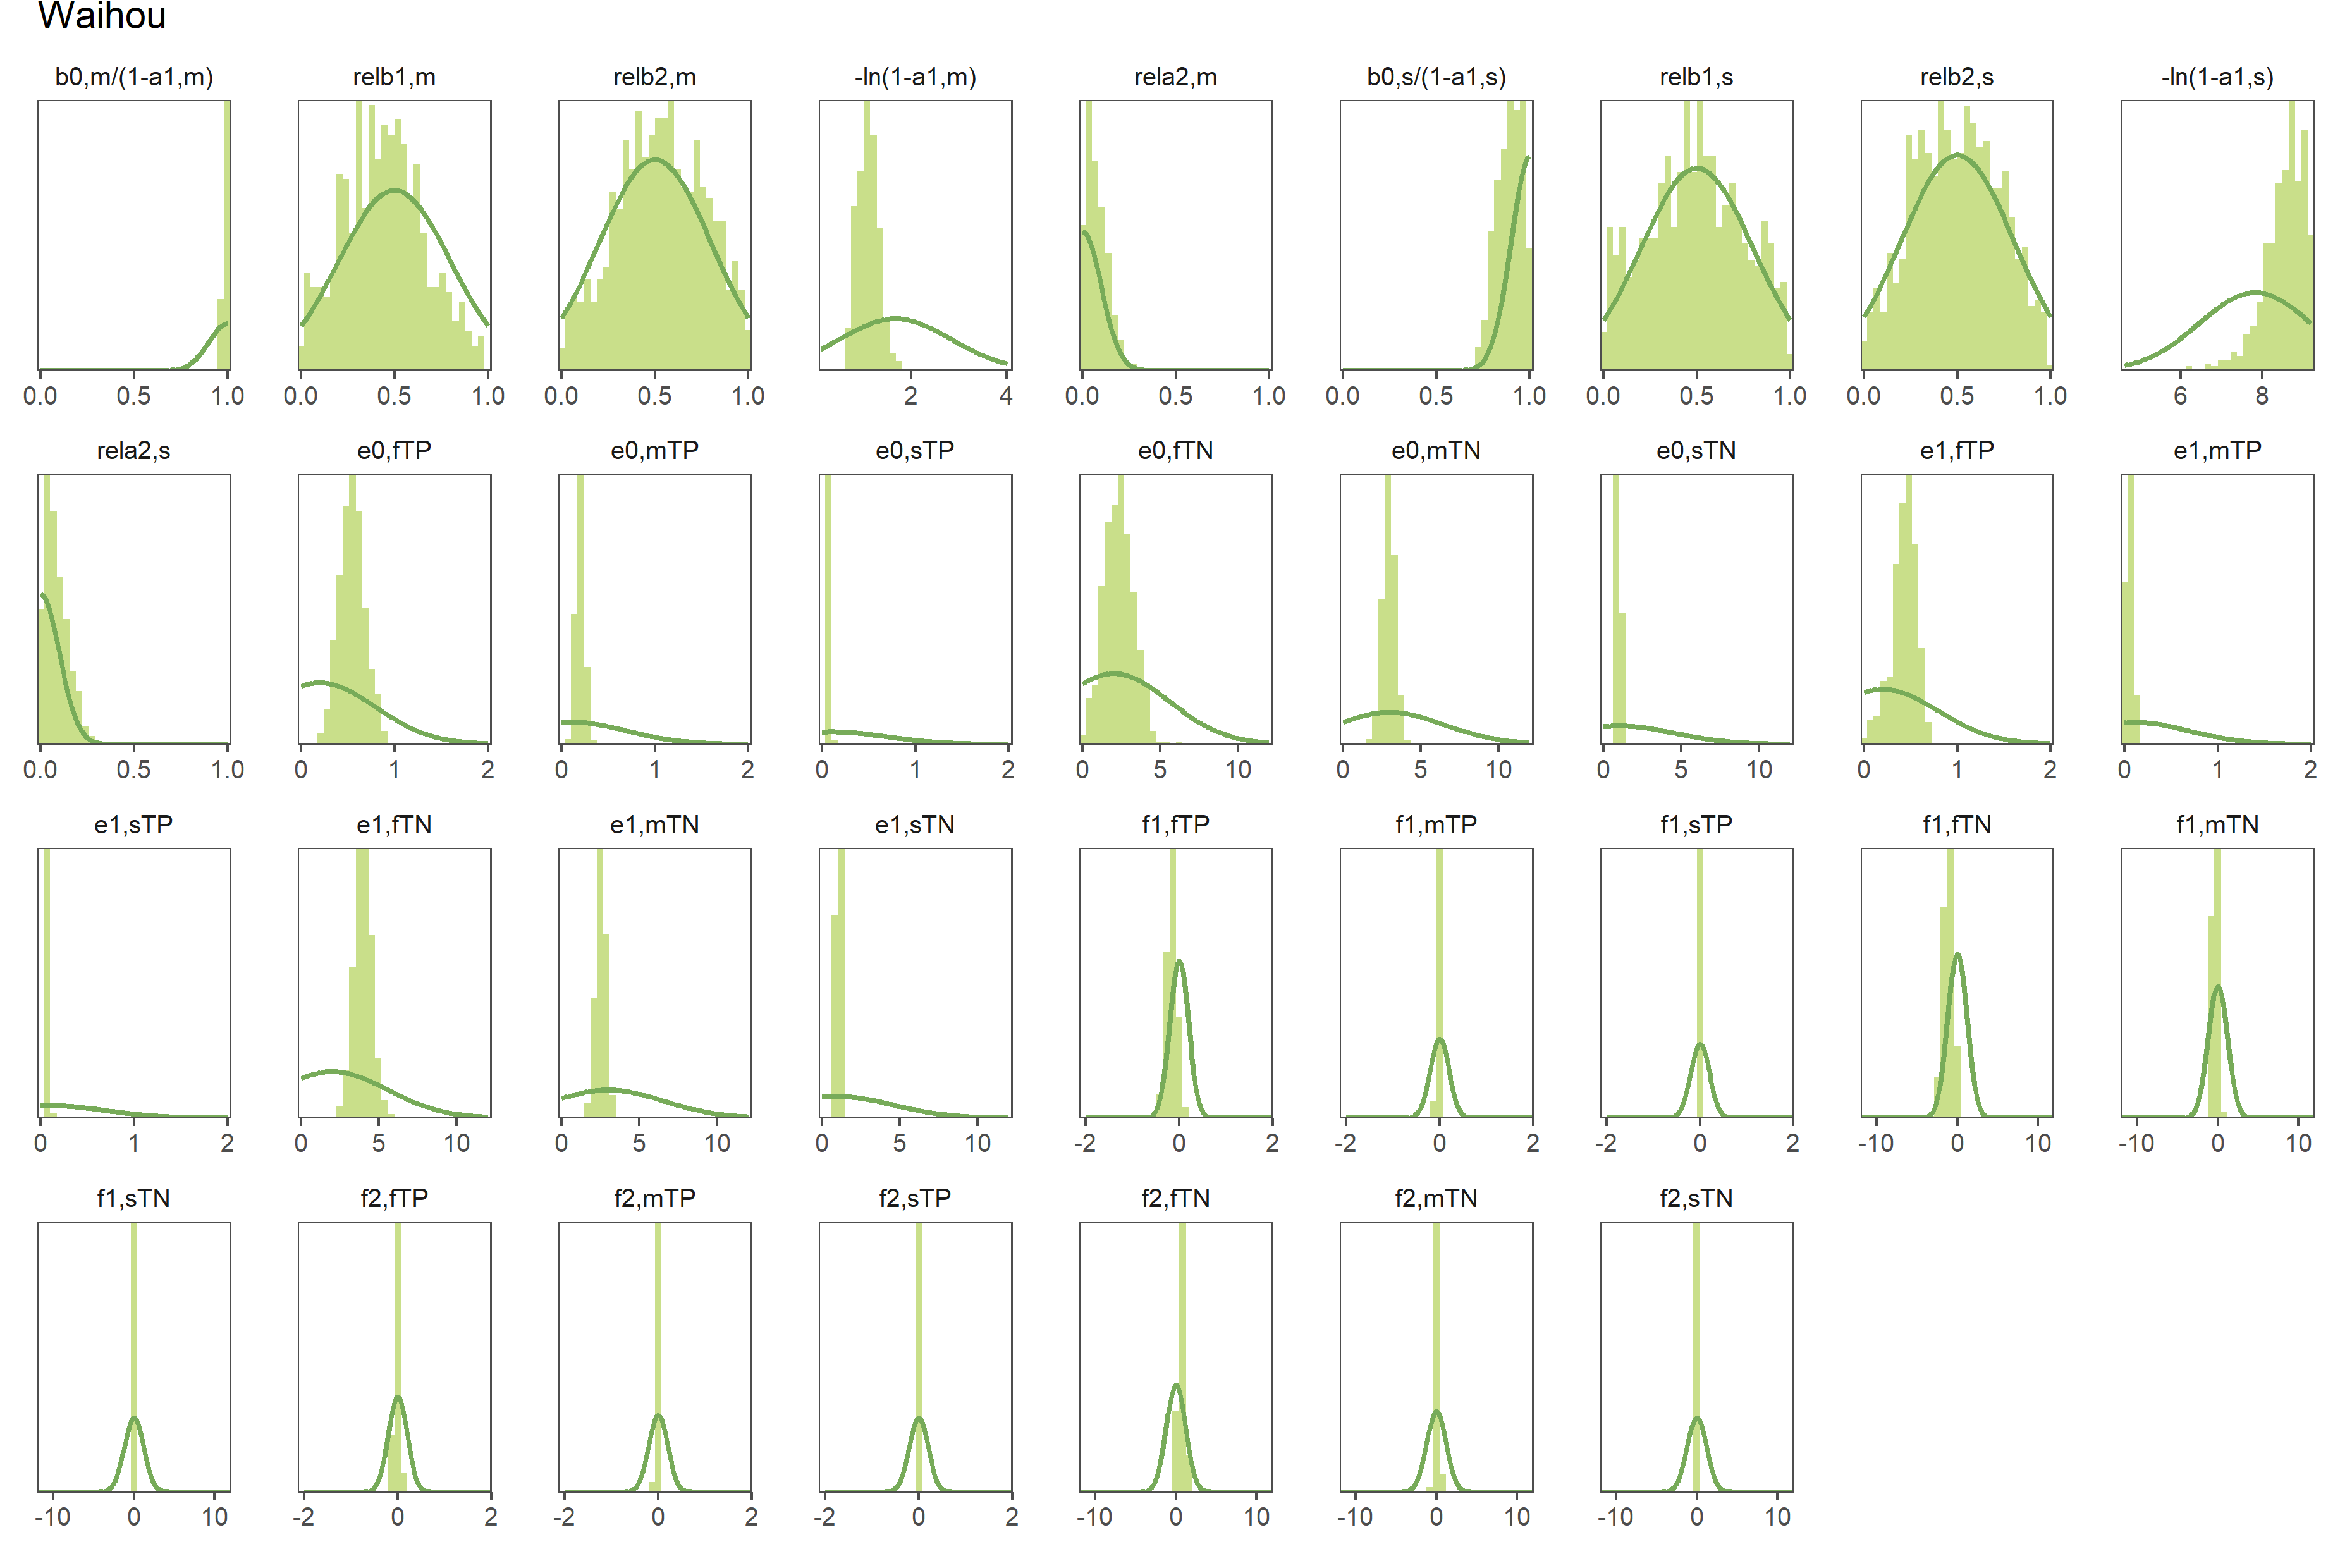 Waihou
b0,m/(1-a1,m) relb1,m relb2,m -ln(1-a1,m) rela2,m b0,s/(1-a1,s) relb1,s relb2,s -ln(1-a1,s)
0.0 0.5 1.0 0.0 0.5 1.0 0.0 0.5 1.0 2 4 0.0 0.5 1.0 0.0 0.5 1.0 0.0 0.5 1.0 0.0 0.5 1.0 6 8
rela2,s e0,fTP e0,mTP e0,sTP e0,fTN e0,mTN e0,sTN e1,fTP e1,mTP
0.0 0.5 1.0 0 1 2 0 1 2 0 1 2 0 5 10 0 5 10 0 5 10 0 1 2 0 1 2
e1,sTP e1,fTN e1,mTN e1,sTN f1,fTP f1,mTP f1,sTP f1,fTN f1,mTN
0 1 2 0 5 10 0 5 10 0 5 10 -2 0 2 -2 0 2 -2 0 2 -10 0 10 -10 0 10
f1,sTN f2,fTP f2,mTP f2,sTP f2,fTN f2,mTN f2,sTN
-10 0 10 -2 0 2 -2 0 2 -2 0 2 -10 0 10 -10 0 10 -10 0 10